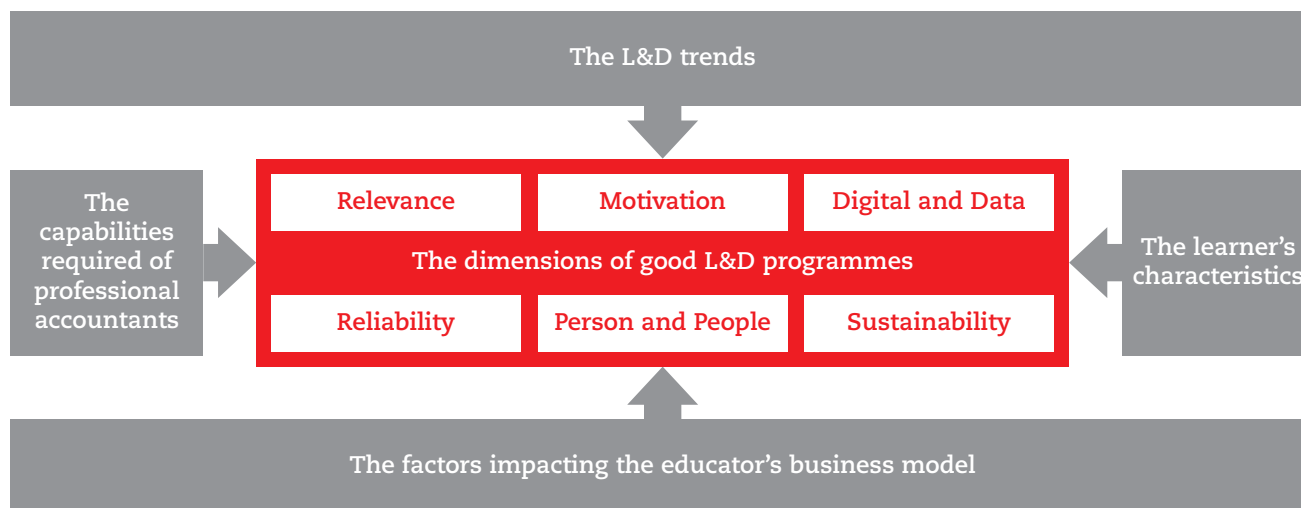 The L&D trends
The
capabilities
required of
professional
accountants
Relevance
Motivation
Digital and Data
The dimensions of good L&D programmes
Reliability
Person and People
Sustainability
The learner's
characteristics
The factors impacting the educator's business model